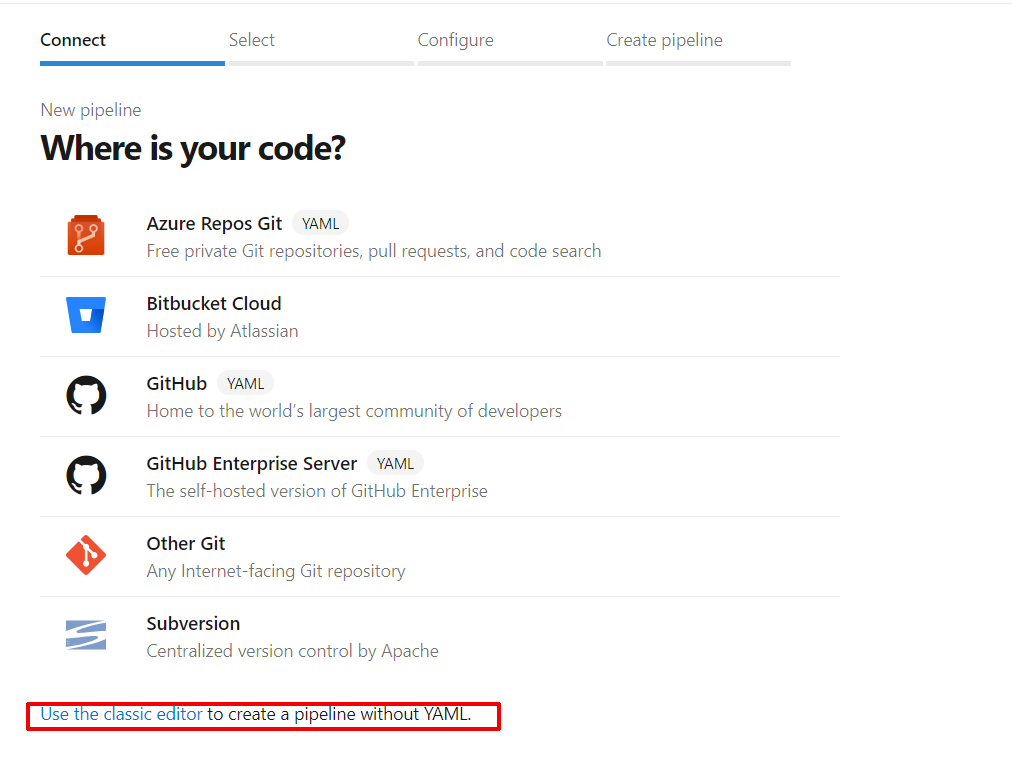 Connect Select Configure Create pipeline
New pipeline
Where is your code?
Azure Repos Git YAML
Free private Git repositories, pull requests, and code search
Bitbucket Cloud
Hosted by Atlassian
GitHub YAML
Home to the world's largest community of developers
GitHub Enterprise Server YAML
The self-hosted version of GitHub Enterprise
Other Git
Any Internet-facing Git repository
Subversion
Centralized version control by Apache
Use the classic editor to create a pipeline without YAML.